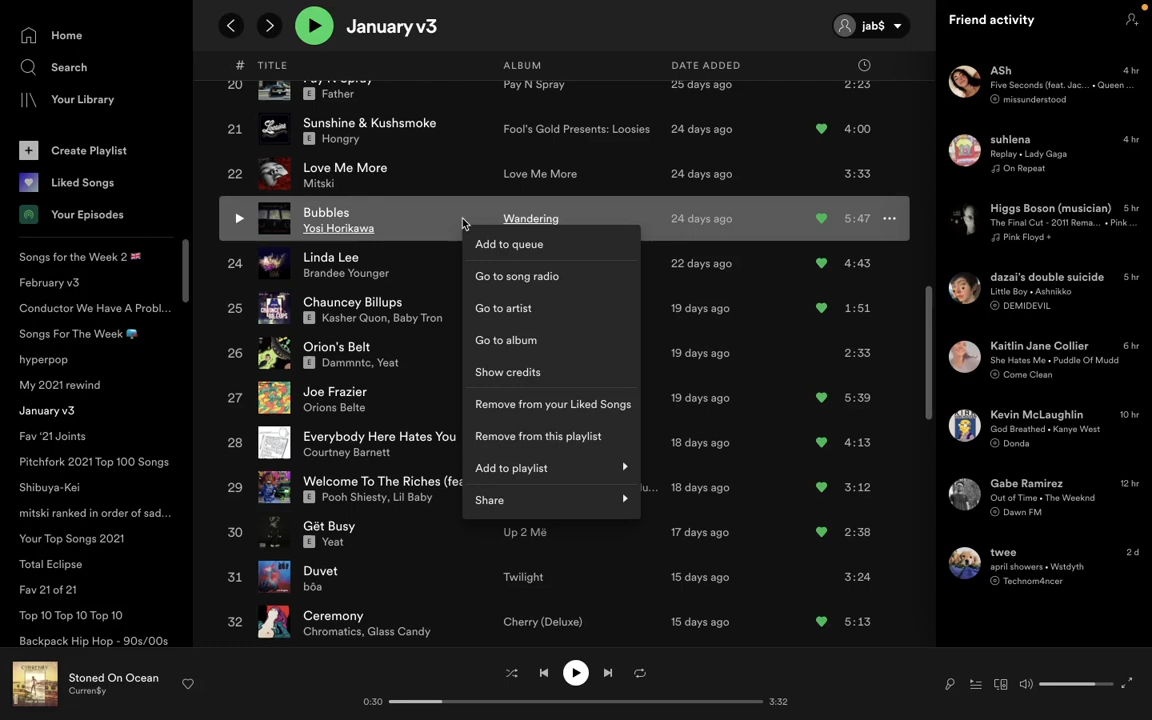 Home
Search
Your Library
Create Playlist
Liked Songs
Your Episodes
Songs for the Week 2 🇬🇧
February v3
Conductor We Have A Probl...
Songs For The Week
fhyperpop
My 2021 rewind
January v3
Fav '21 Joints
Pitchfork 2021 Top 100 Songs
Shibuya-Kei
mitski ranked in order of sad...
Your Top Songs 2021
Total Eclipse
Fav 21 of 21
Top 10 Top 10 Top 10
Backpack Hip Hop - 90s/00s
January v3
jab$
# TITLE ALBUM DATE ADDED
20 Pay N Spray Pay N Spray 25 days ago 2:23
E Father
21 Sunshine & Kushsmoke Fool's Gold Presents: Loosies 24 days ago 4:00
E Hongry
22 Love Me More Love Me More 24 days ago 3:33
Mitski
Bubbles Wandering 24 days ago 5:47
Yosi Horikawa
24 Linda Lee 22 days ago 4:43
Brandee Younger
25 Chauncey Billups 19 days ago 1:51
E Kasher Quon, Baby Tron
26 Orion's Belt 19 days ago 2:33
E Dammntc, Yeat
27 Joe Frazier 19 days ago 5:39
Orions Belte
28 Everybody Here Hates You 18 days ago 4:13
Courtney Barnett
29 Welcome To The Riches (fea 18 days ago 3:12
E Pooh Shiesty, Lil Baby
30 Gët Busy Up 2 Më 17 days ago 2:38
E Yeat
31 Duvet Twilight 15 days ago 3:24
bôa
32 Ceremony Cherry (Deluxe) 15 days ago 5:13
Chromatics, Glass Candy
Add to queue
Go to song radio
Go to artist
Go to album
Show credits
Remove from your Liked Songs
Remove from this playlist
Add to playlist
Share
Friend activity
ASh 4 hr
Five Seconds (feat. Jac... • Queen ...
missunderstood
suhlena 4 hr
Replay • Lady Gaga
On Repeat
Higgs Boson (musician) 5 hr
The Final Cut - 2011 Rema... • Pink ...
Pink Floyd +
dazai's double suicide 5 hr
Little Boy • Ashnikko
DEMIDEVIL
Kaitlin Jane Collier 6 hr
She Hates Me • Puddle Of Mudd
Come Clean
Kevin McLaughlin 10 hr
God Breathed • Kanye West
Donda
Gabe Ramirez 12 hr
Out of Time • The Weeknd
Dawn FM
twee 2 d
april showers • Wstdyth
Technom4ncer
Stoned On Ocean
Curren$y
0:30 3:32